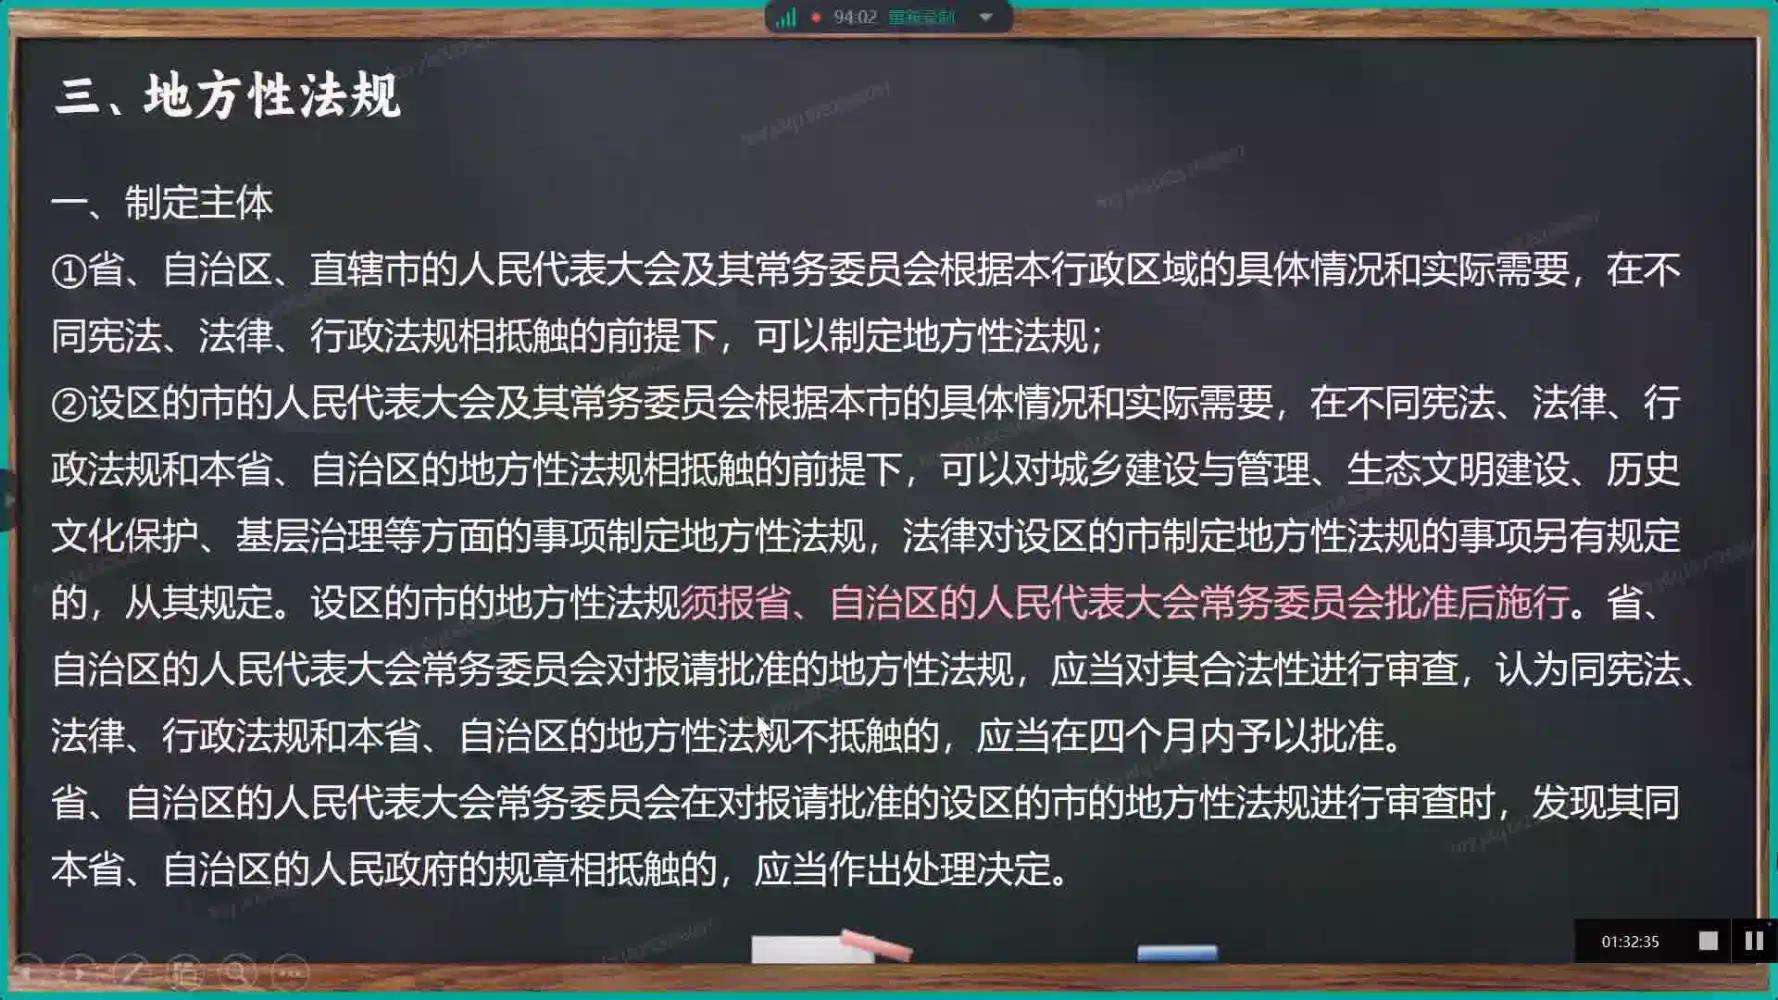 94:02 重新录制
三、地方性法规
一、制定主体
①省、自治区、直辖市的人民代表大会及其常务委员会根据本行政区域的具体情况和实际需要，在不
同宪法、法律、行政法规相抵触的前提下，可以制定地方性法规；
②设区的市的人民代表大会及其常务委员会根据本市的具体情况和实际需要，在不同宪法、法律、行
政法规和本省、自治区的地方性法规相抵触的前提下，可以对城乡建设与管理、生态文明建设、历史
文化保护、基层治理等方面的事项制定地方性法规，法律对设区的市制定地方性法规的事项另有规定
的，从其规定。设区的市的地方性法规须报省、自治区的人民代表大会常务委员会批准后施行。省、
自治区的人民代表大会常务委员会对报请批准的地方性法规，应当对其合法性进行审查，认为同宪法、
法律、行政法规和本省、自治区的地方性法规不抵触的，应当在四个月内予以批准。
省、自治区的人民代表大会常务委员会在对报请批准的设区的市的地方性法规进行审查时，发现其同
本省、自治区的人民政府的规章相抵触的，应当作出处理决定。
01:32:35